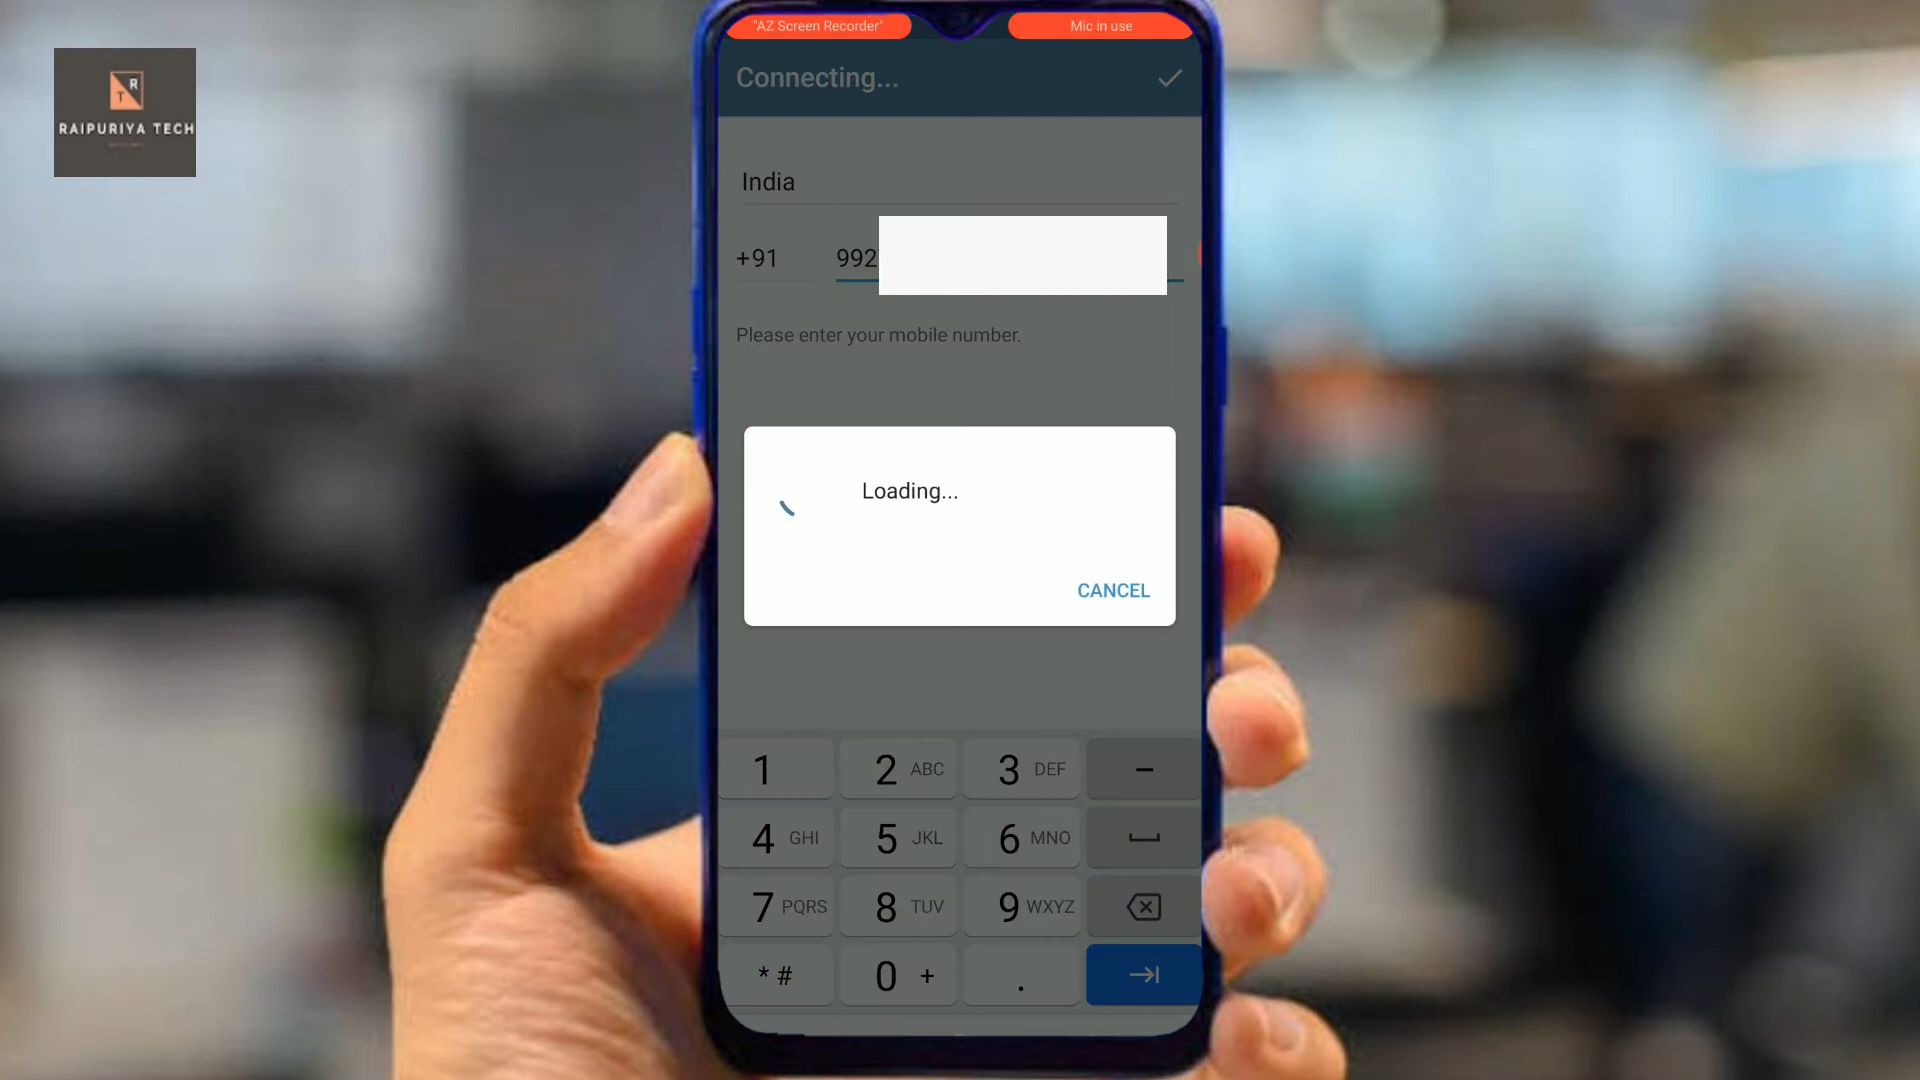 "AZ Screen Recorder"
Mic in use
R
T
RAIPURIYA TECH
Connecting...
India
+91 992
Please enter your mobile number.
Loading...
CANCEL
1 2 ABC 3 DEF –
4 GHI 5 JKL 6 MNO
7 PQRS 8 TUV 9 WXYZ
* # 0 + .